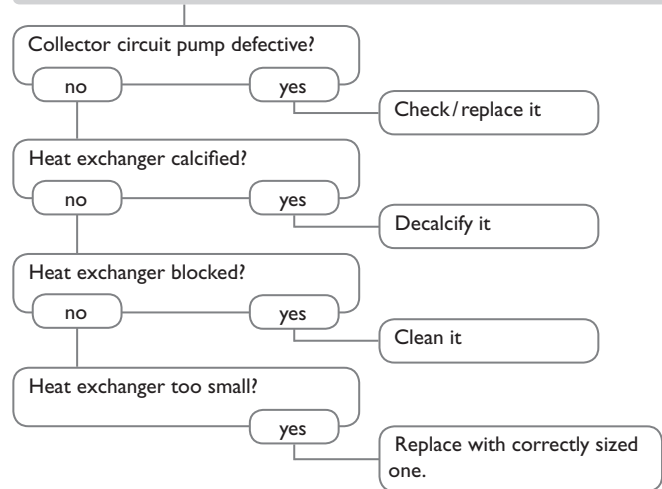 Collector circuit pump defective?
no
yes
Check/replace it
Heat exchanger calcified?
no
yes
Decalcify it
Heat exchanger blocked?
no
yes
Clean it
Heat exchanger too small?
yes
Replace with correctly sized
one.